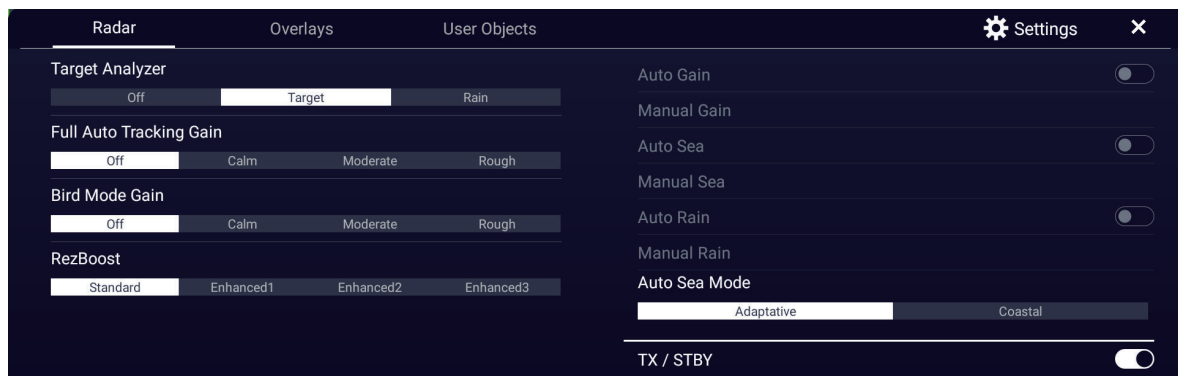 Radar Overlays User Objects Settings
Target Analyzer
Off Target Rain
Full Auto Tracking Gain
Off Calm Moderate Rough
Bird Mode Gain
Off Calm Moderate Rough
RezBoost
Standard Enhanced1 Enhanced2 Enhanced3
Auto Gain
Manual Gain
Auto Sea
Manual Sea
Auto Rain
Manual Rain
Auto Sea Mode
Adaptative Coastal
TX / STBY